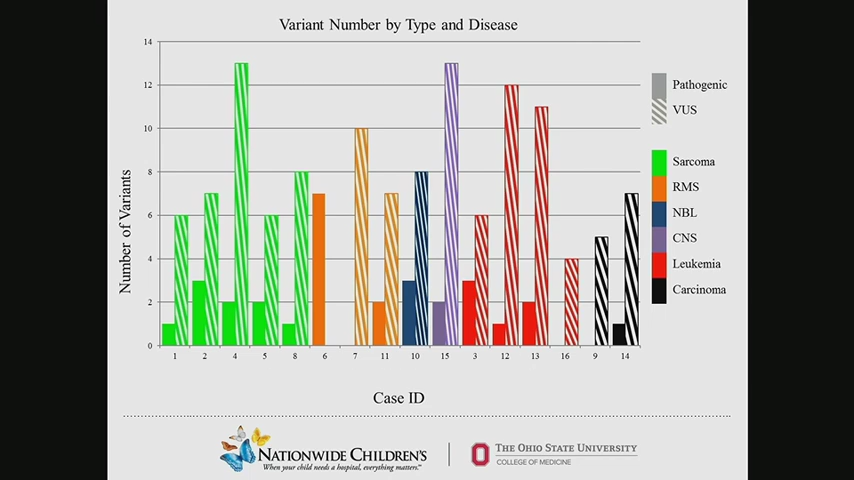 Variant Number by Type and Disease
14
12
10
8
6
4
2
0
Number of Variants
1 2 4 5 8 6 7 11 10 15 3 12 13 16 9 14
Case ID
Pathogenic
VUS
Sarcoma
RMS
NBL
CNS
Leukemia
Carcinoma
NATIONWIDE CHILDREN'S
When your child needs a hospital, everything matters.℠
THE OHIO STATE UNIVERSITY
COLLEGE OF MEDICINE